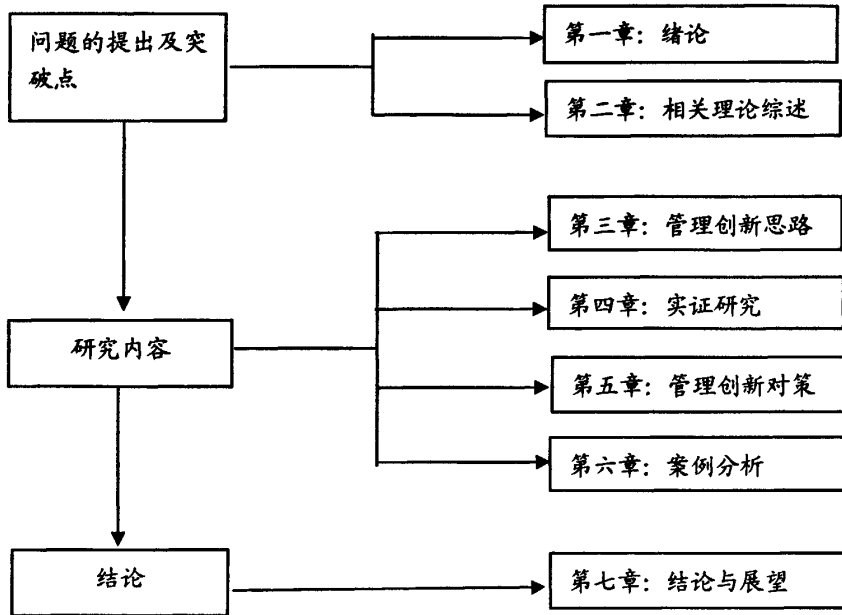 问题的提出及突
破点
第一章：绪论
第二章：相关理论综述
研究内容
第三章：管理创新思路
第四章：实证研究
第五章：管理创新对策
第六章：案例分析
结论
第七章：结论与展望